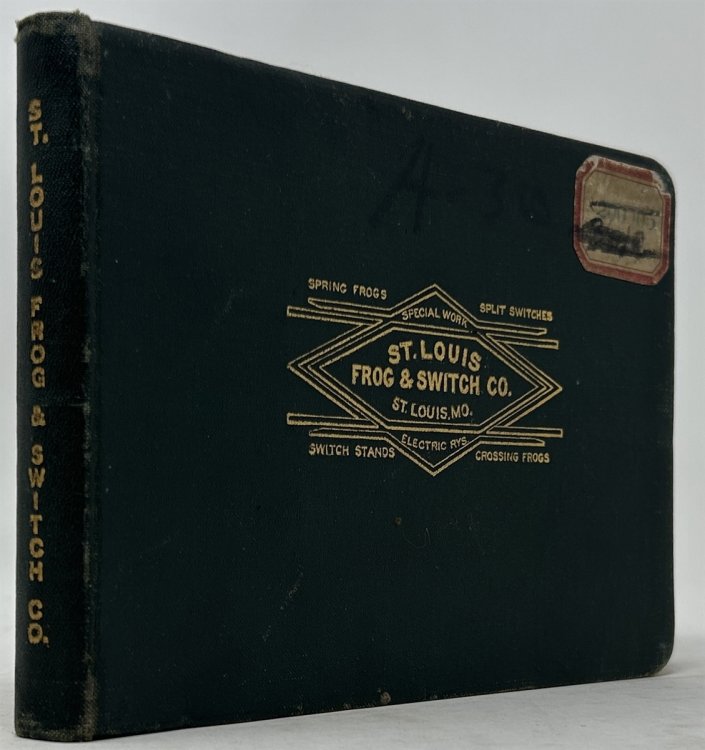 ST. LOUIS FROG & SWITCH CO.
A-30
SPRING FROGS
SPLIT SWITCHES
SPECIAL WORK
ST. LOUIS
FROG & SWITCH CO.
ST. LOUIS, MO.
ELECTRIC RYS
SWITCH STANDS
CROSSING FROGS